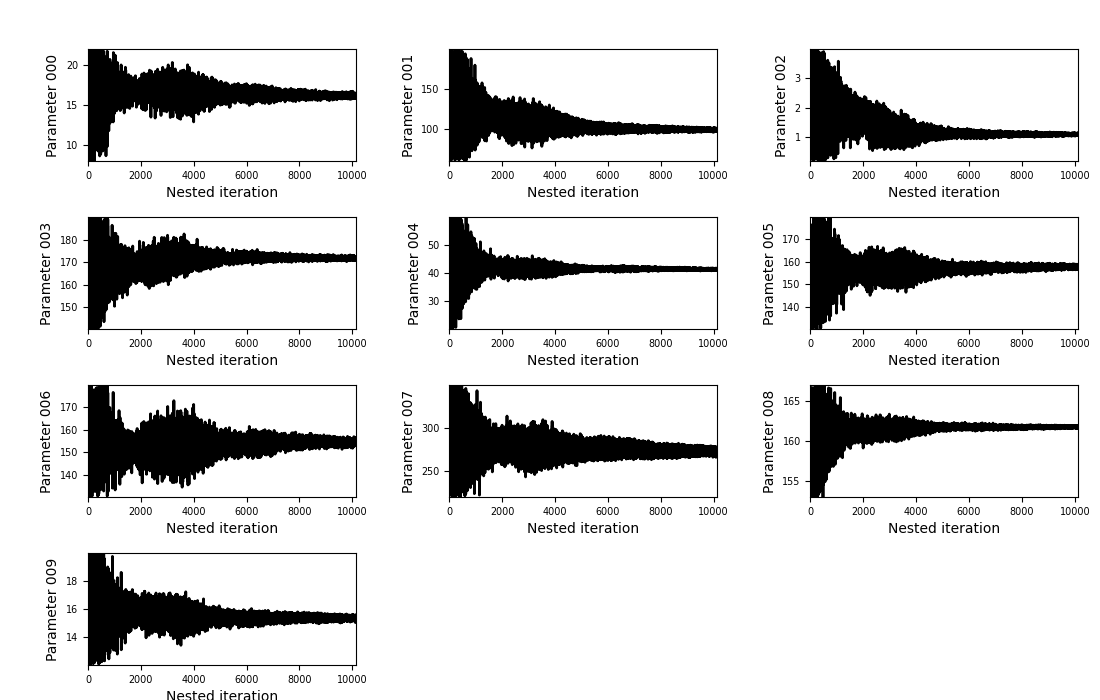 20
15
10
Parameter 000
0 2000 4000 6000 8000 10000
Nested iteration
150
100
Parameter 001
0 2000 4000 6000 8000 10000
Nested iteration
3
2
1
Parameter 002
0 2000 4000 6000 8000 10000
Nested iteration
180
170
160
150
Parameter 003
0 2000 4000 6000 8000 10000
Nested iteration
50
40
30
Parameter 004
0 2000 4000 6000 8000 10000
Nested iteration
170
160
150
140
Parameter 005
0 2000 4000 6000 8000 10000
Nested iteration
170
160
150
140
Parameter 006
0 2000 4000 6000 8000 10000
Nested iteration
300
250
Parameter 007
0 2000 4000 6000 8000 10000
Nested iteration
165
160
155
Parameter 008
0 2000 4000 6000 8000 10000
Nested iteration
18
16
14
Parameter 009
0 2000 4000 6000 8000 10000
Nested iteration